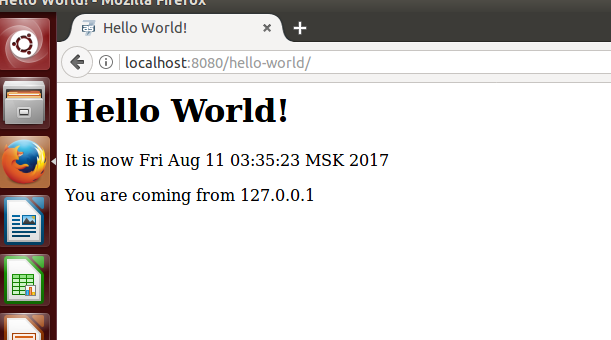 Hello World! - Mozilla Firefox
Hello World!
localhost:8080/hello-world/
Hello World!
It is now Fri Aug 11 03:35:23 MSK 2017
You are coming from 127.0.0.1